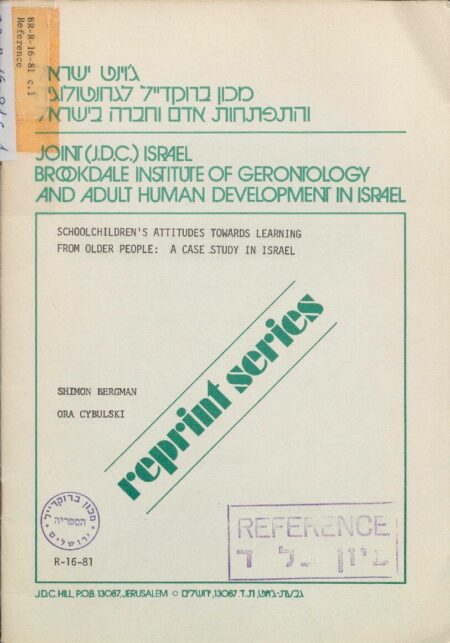 BR-R-16-81 c.1
Reference
ג'וינט ישראל
מכון ברוקדייל לגרונטולוגיה
והתפתחות אדם וחברה בישראל
JOINT (J.D.C.) ISRAEL
BROOKDALE INSTITUTE OF GERONTOLOGY
AND ADULT HUMAN DEVELOPMENT IN ISRAEL
SCHOOLCHILDREN'S ATTITUDES TOWARDS LEARNING
FROM OLDER PEOPLE: A CASE STUDY IN ISRAEL
reprint series
SHIMON BERGMAN
ORA CYBULSKI
מכון ברוקדייל
הספריה
ירושלים
R-16-81
REFERENCE
J.D.C. HILL, P.O.B. 13087, JERUSALEM ○ גבעת-ג'וינט, ת.ד. 13087, ירושלים